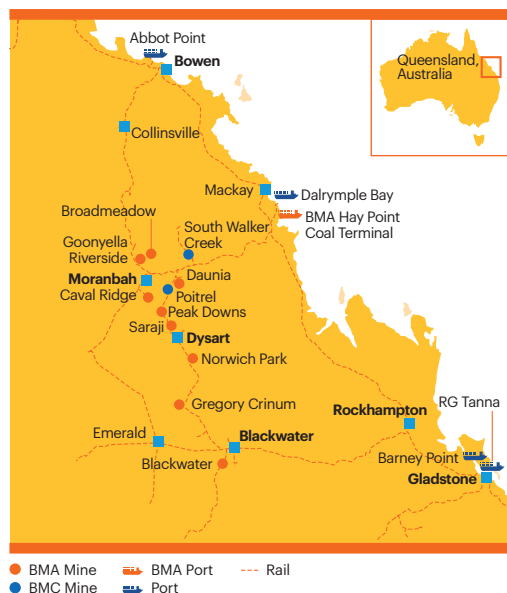 Abbot Point
Bowen
Queensland,
Australia
Collinsville
Mackay
Dalrymple Bay
BMA Hay Point
Coal Terminal
Broadmeadow
South Walker
Creek
Goonyella
Riverside
Moranbah
Daunia
Caval Ridge
Poitrel
Peak Downs
Saraji
Dysart
Norwich Park
Gregory Crinum
RG Tanna
Rockhampton
Emerald
Blackwater
Blackwater
Barney Point
Gladstone
BMA Mine
BMA Port
Rail
BMC Mine
Port